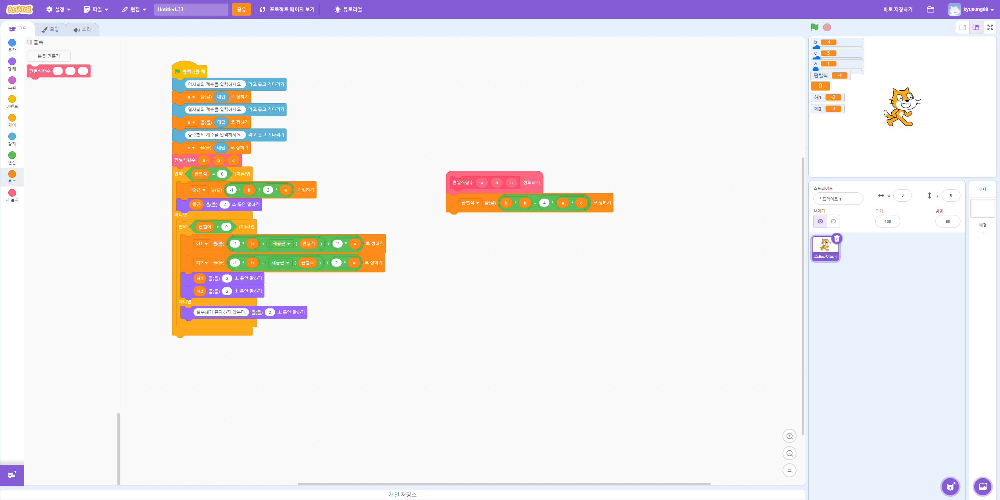 SCRATCH 설정 파일 편집 Untitled-33 공유 프로젝트 페이지 보기 튜토리얼 바로 저장하기 kyusung88
코드 모양 소리
동작
형태
소리
이벤트
제어
감지
연산
변수
내 블록
내 블록
블록 만들기
판별식함수
클릭했을 때
이차항의 계수를 입력하세요: 라고 묻고 기다리기
a 을(를) 대답 로 정하기
일차항의 계수를 입력하세요: 라고 묻고 기다리기
b 을(를) 대답 로 정하기
상수항의 계수를 입력하세요: 라고 묻고 기다리기
c 을(를) 대답 로 정하기
판별식함수 a b c
만약 판별식 = 0 (이)라면
중근 을(를) -1 * b / 2 * a 로 정하기
중근 을(를) 2 초 동안 말하기
아니면
만약 판별식 > 0 (이)라면
해1 을(를) -1 * b + 제곱근 ( 판별식 ) / 2 * a 로 정하기
해2 을(를) -1 * b - 제곱근 ( 판별식 ) / 2 * a 로 정하기
해1 을(를) 2 초 동안 말하기
해2 을(를) 2 초 동안 말하기
아니면
실수해가 존재하지 않는다. 을(를) 2 초 동안 말하기
판별식함수 a b c 정의하기
판별식 을(를) b * b - 4 * a * c 로 정하기
개인 저장소
b 4
c 5
a 1
판별식 -4
0
해1 -2
해2 -3
스프라이트
스프라이트 1 x 0 y 0
보이기 크기 방향
100 90
스프라이트 1
무대
배경
1